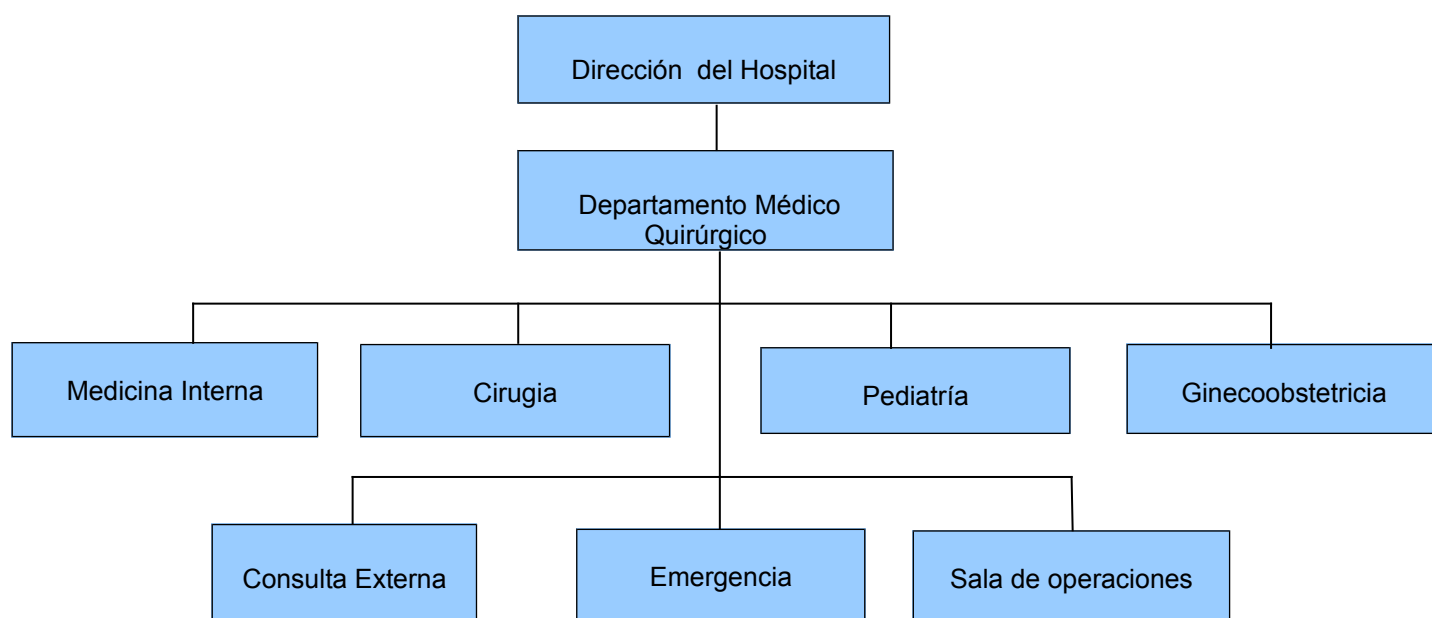 Dirección  del Hospital
Departamento Médico
Quirúrgico
Medicina Interna
Cirugia
Pediatría
Ginecoobstetricia
Consulta Externa
Emergencia
Sala de operaciones